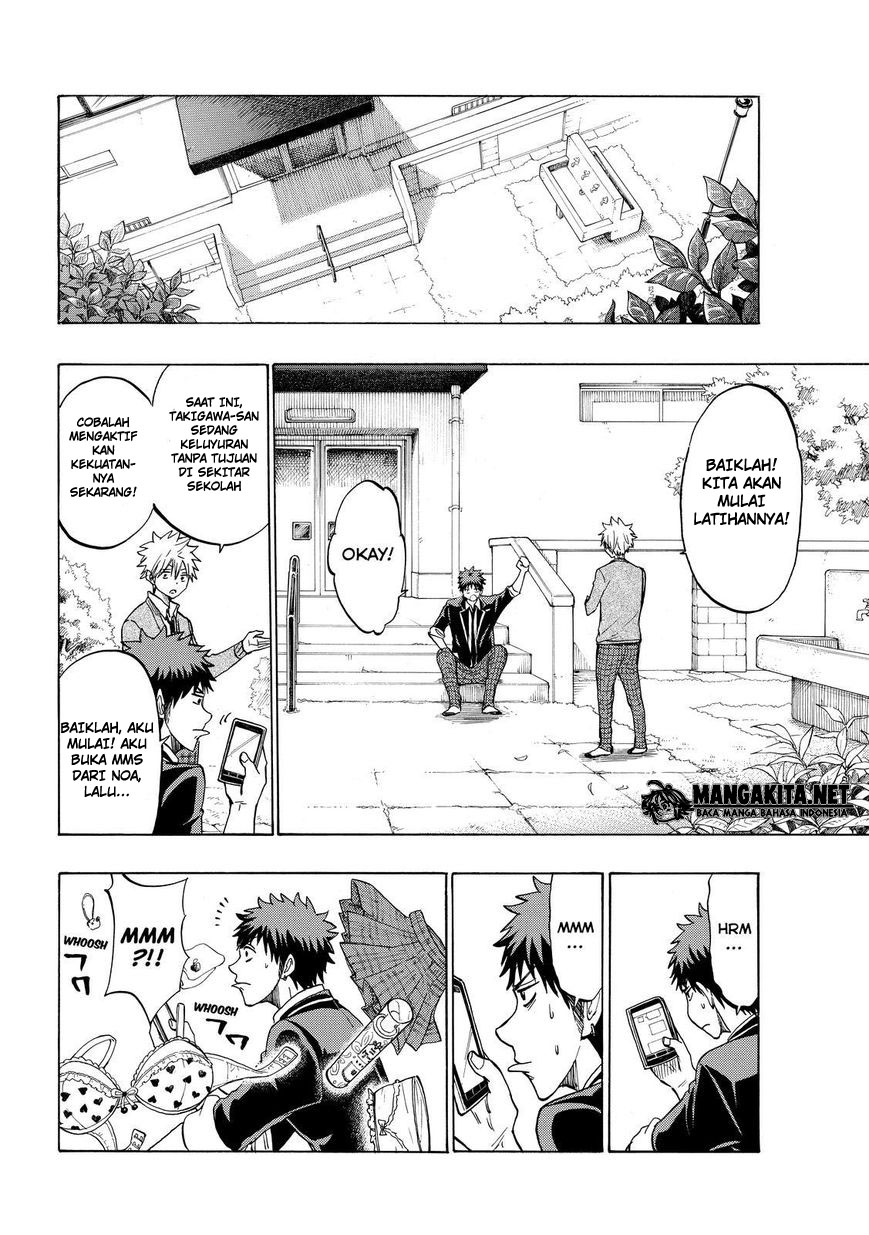 BAIKLAH!
KITA AKAN
MULAI
LATIHANNYA!
OKAY!
SAAT INI,
TAKIGAWA-SAN
SEDANG
KELUYURAN
TANPA TUJUAN
DI SEKITAR
SEKOLAH
COBALAH
MENGAKTIF
KAN
KEKUATAN-
NYA
SEKARANG!
BAIKLAH, AKU
MULAI! AKU
BUKA MMS
DARI NOA,
LALU...
MANGAKITA.NET
BACA MANGA BAHASA INDONESIA
HRM
...
MMM
...
MMM
?!!
WHOOSH
WHOOSH